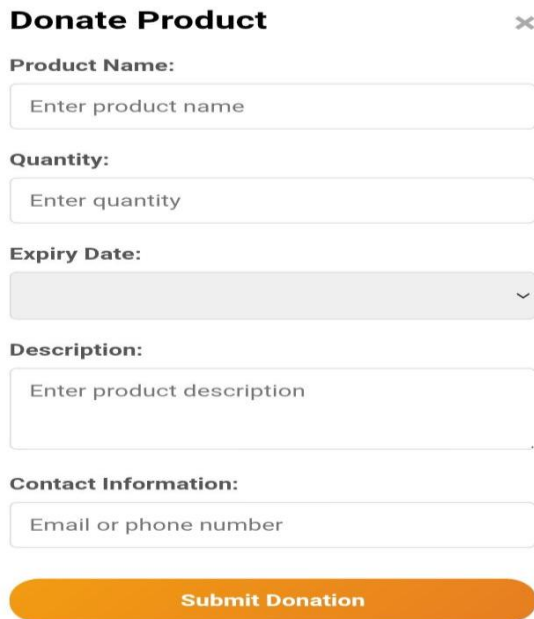 Donate Product ×
Product Name:
Enter product name
Quantity:
Enter quantity
Expiry Date:
Description:
Enter product description
Contact Information:
Email or phone number
Submit Donation